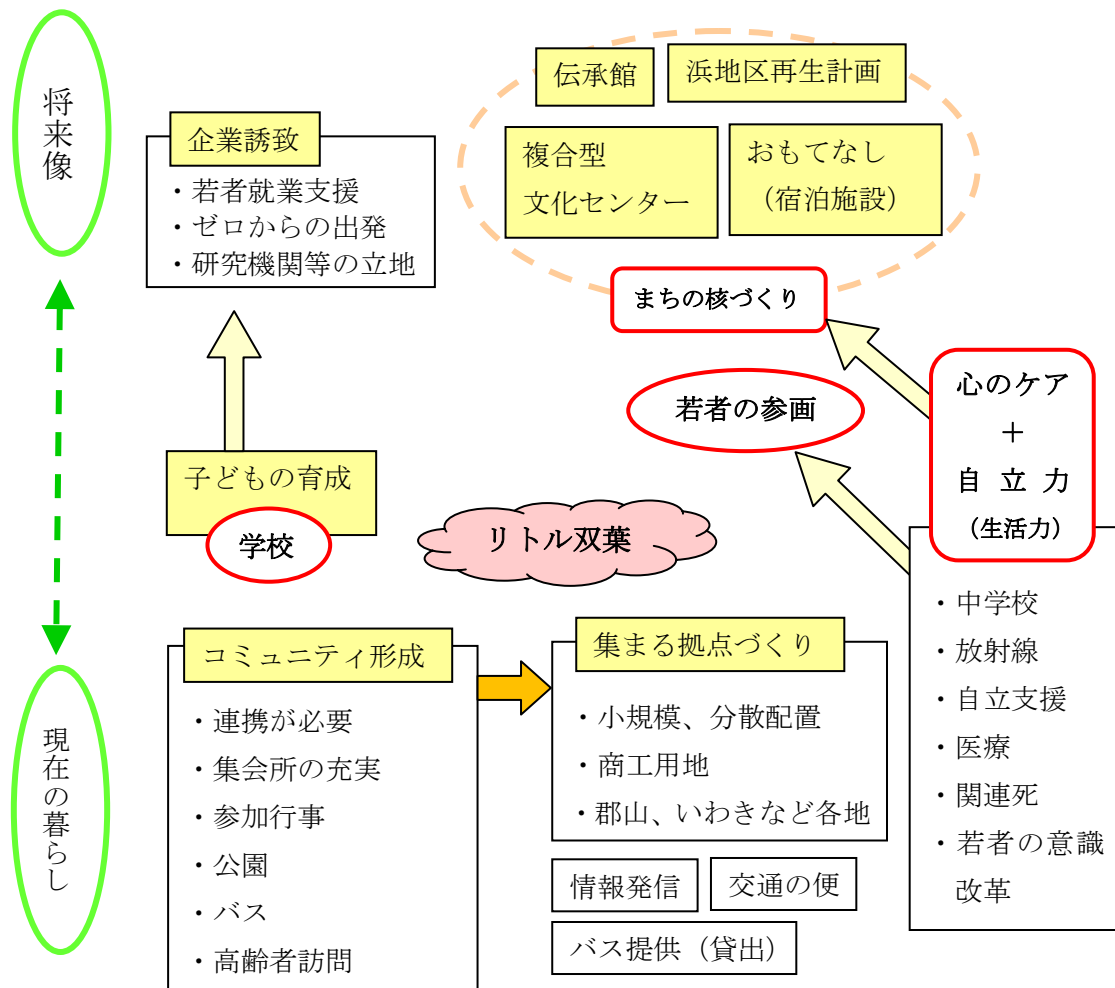 将来像
伝承館
浜地区再生計画
企業誘致
・若者就業支援
・ゼロからの出発
・研究機関等の立地
複合型
文化センター
おもてなし
（宿泊施設）
まちの核づくり
若者の参画
心のケア
＋
自 立 力
（生活力）
子どもの育成
学校
リトル双葉
・中学校
・放射線
・自立支援
・医療
・関連死
・若者の意識
改革
現在の暮らし
コミュニティ形成
・連携が必要
・集会所の充実
・参加行事
・公園
・バス
・高齢者訪問
集まる拠点づくり
・小規模、分散配置
・商工用地
・郡山、いわきなど各地
情報発信
交通の便
バス提供（貸出）